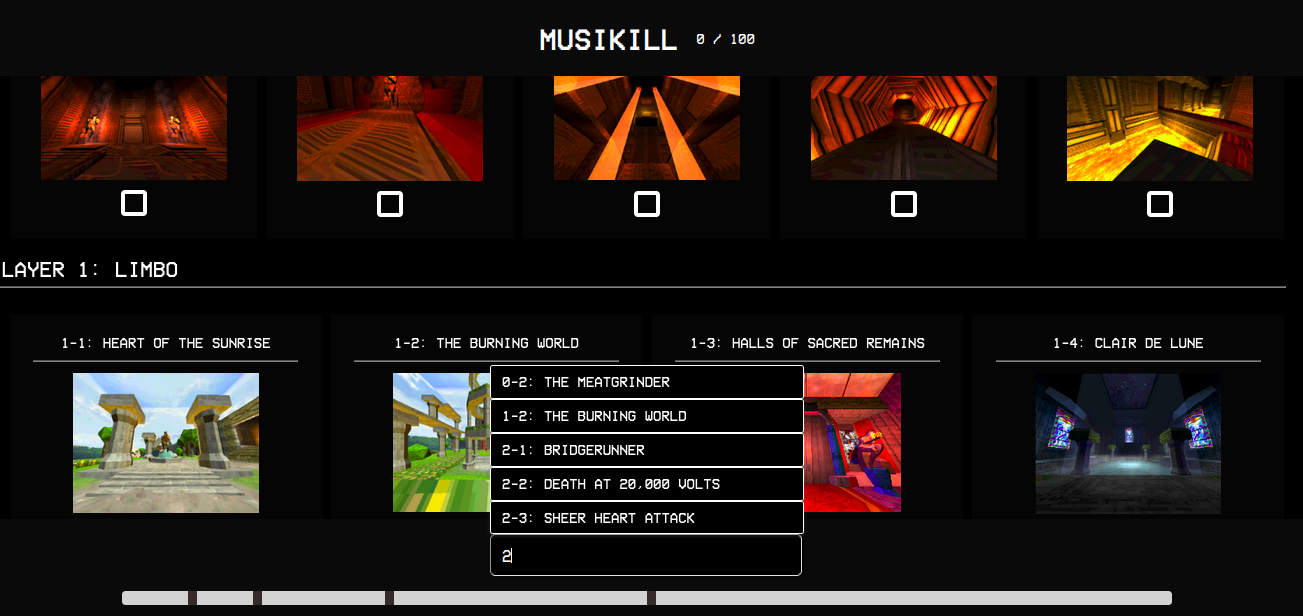 MUSIKILL 0 / 100
LAYER 1: LIMBO
1-1: HEART OF THE SUNRISE
1-2: THE BURNING WORLD
1-3: HALLS OF SACRED REMAINS
1-4: CLAIR DE LUNE
0-2: THE MEATGRINDER
1-2: THE BURNING WORLD
2-1: BRIDGERUNNER
2-2: DEATH AT 20,000 VOLTS
2-3: SHEER HEART ATTACK
2